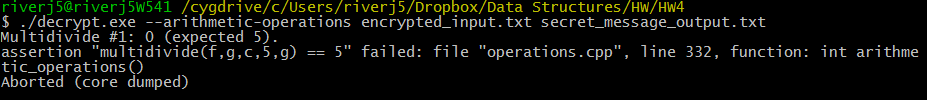 riverj5@riverj5W541 /cygdrive/c/Users/riverj5/Dropbox/Data Structures/HW/HW4
$ ./decrypt.exe --arithmetic-operations encrypted_input.txt secret_message_output.txt
Multidivide #1: 0 (expected 5).
assertion "multidivide(f,g,c,5,g) == 5" failed: file "operations.cpp", line 332, function: int arithme
tic_operations()
Aborted (core dumped)